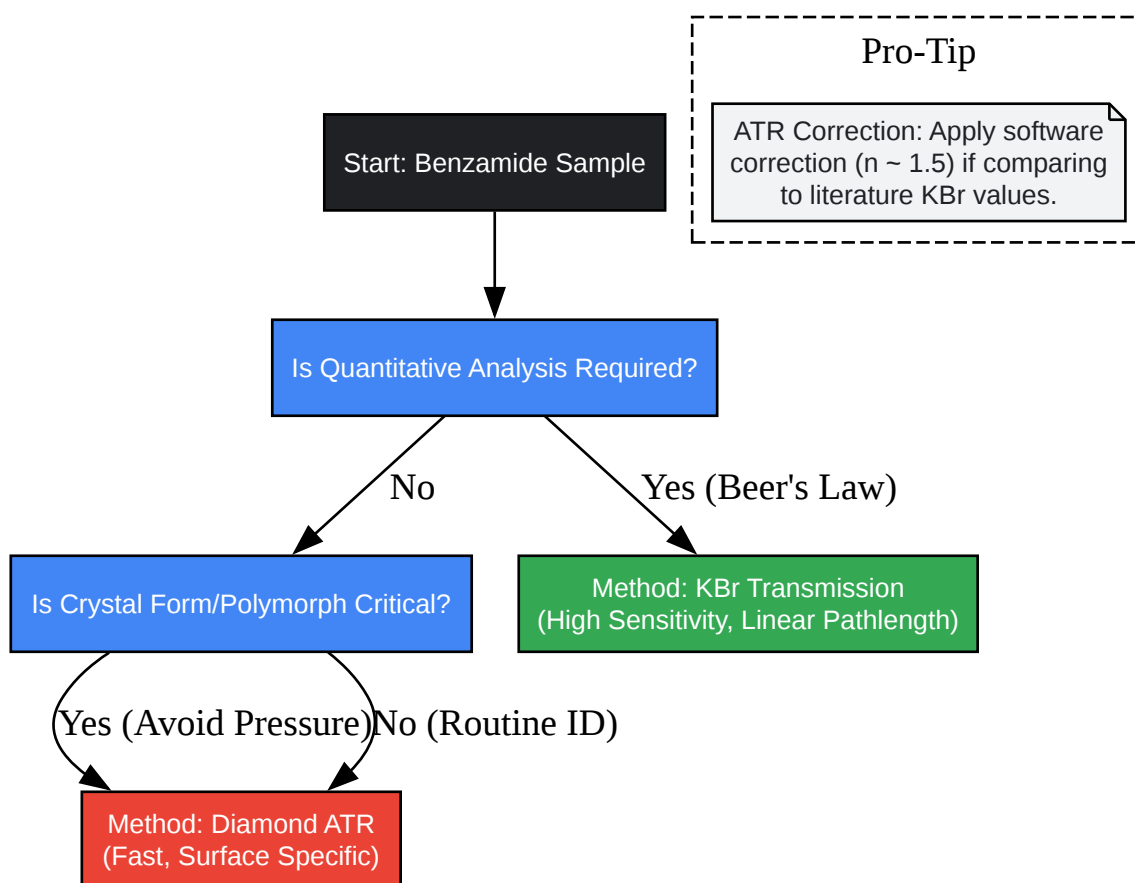 Pro-Tip
ATR Correction: Apply software
correction (n ~ 1.5) if comparing
to literature KBr values.
Start: Benzamide Sample
Is Quantitative Analysis Required?
No
Yes (Beer's Law)
Is Crystal Form/Polymorph Critical?
Method: KBr Transmission
(High Sensitivity, Linear Pathlength)
Yes (Avoid Pressure)
No (Routine ID)
Method: Diamond ATR
(Fast, Surface Specific)